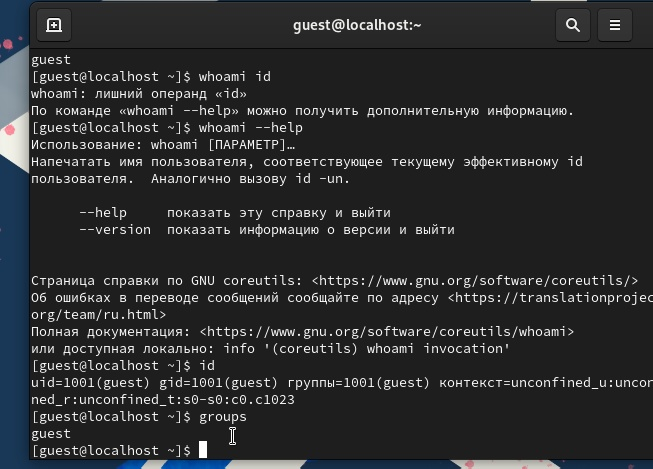 guest@localhost:~
guest
[guest@localhost ~]$ whoami id
whoami: лишний операнд «id»
По команде «whoami --help» можно получить дополнительную информацию.
[guest@localhost ~]$ whoami --help
Использование: whoami [ПАРАМЕТР]…
Напечатать имя пользователя, соответствующее текущему эффективному id
пользователя.  Аналогично вызову id -un.
--help     показать эту справку и выйти
--version  показать информацию о версии и выйти
Страница справки по GNU coreutils: <https://www.gnu.org/software/coreutils/>
Об ошибках в переводе сообщений сообщайте по адресу <https://translationprojec
org/team/ru.html>
Полная документация: <https://www.gnu.org/software/coreutils/whoami>
или доступная локально: info '(coreutils) whoami invocation'
[guest@localhost ~]$ id
uid=1001(guest) gid=1001(guest) группы=1001(guest) контекст=unconfined_u:uncon
ned_r:unconfined_t:s0-s0:c0.c1023
[guest@localhost ~]$ groups
guest
[guest@localhost ~]$